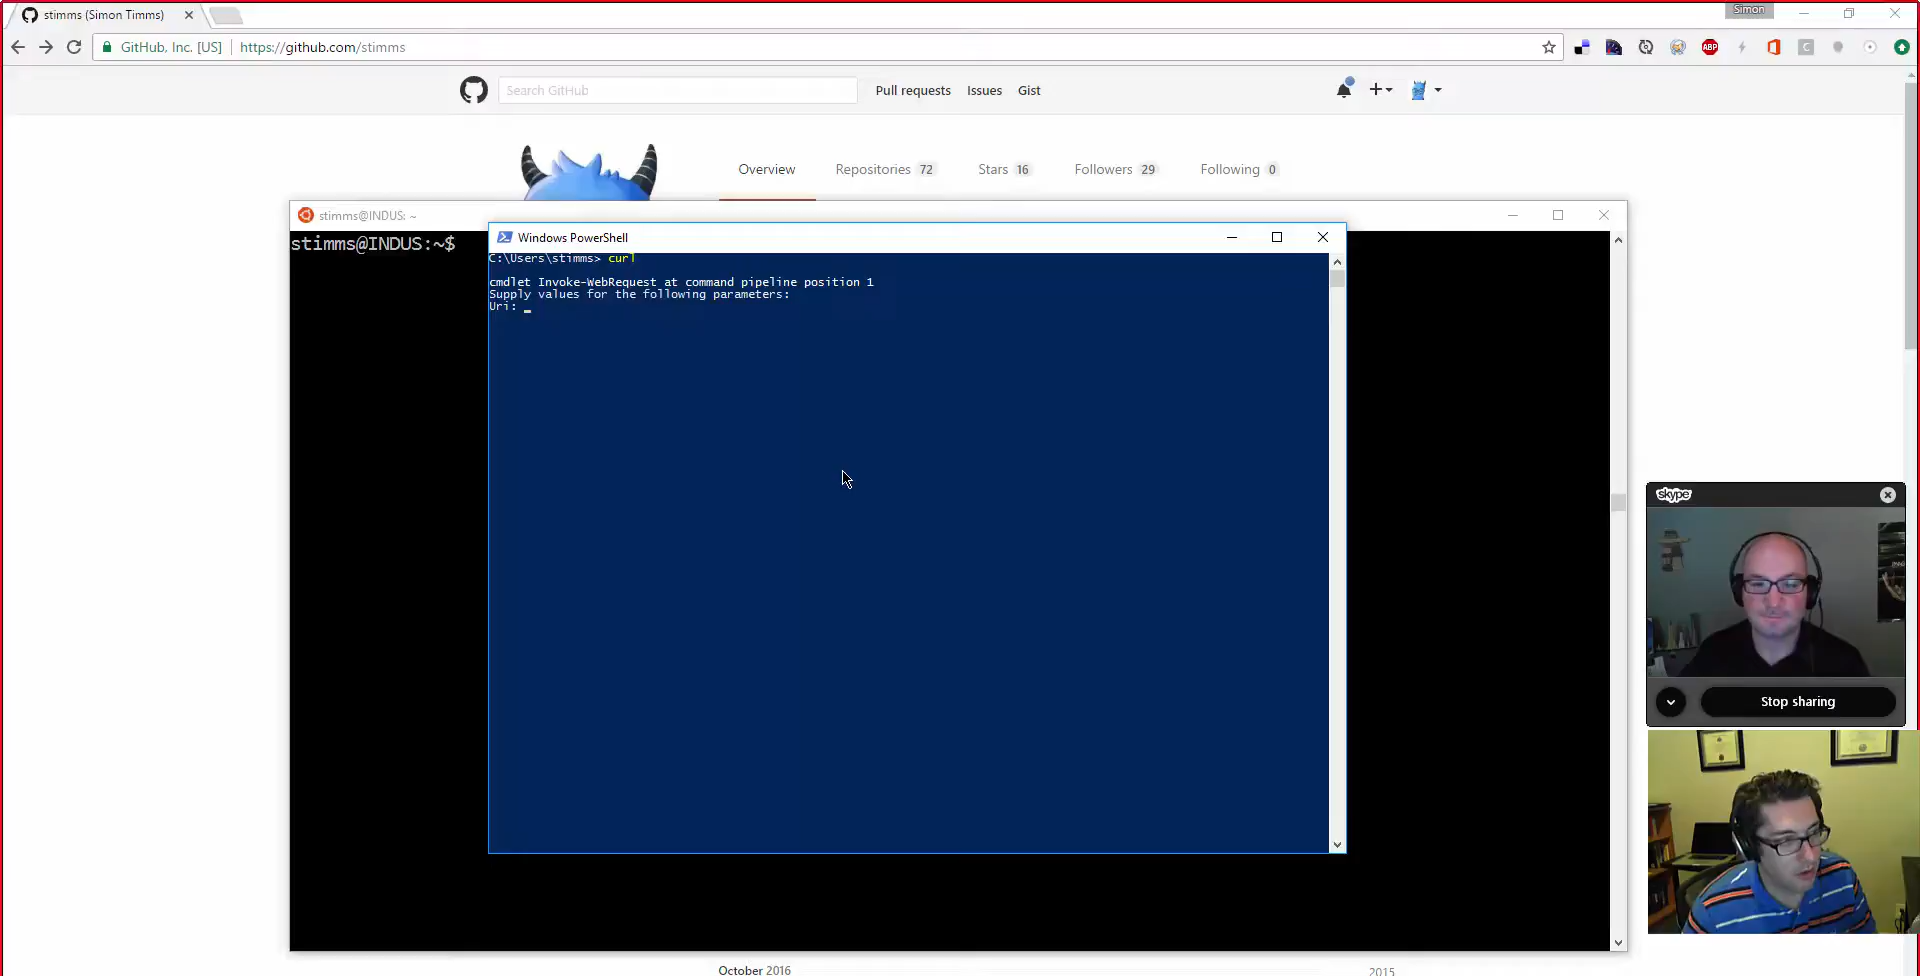 stimms (Simon Timms)
Simon
GitHub, Inc. [US] https://github.com/stimms
ABP
C
Search GitHub
Pull requests Issues Gist
Overview Repositories 72 Stars 16 Followers 29 Following 0
stimms@INDUS: ~
stimms@INDUS:~$
Windows PowerShell
C:\Users\stimms> curl
cmdlet Invoke-WebRequest at command pipeline position 1
Supply values for the following parameters:
Uri: _
skype
Stop sharing
October 2016
2015